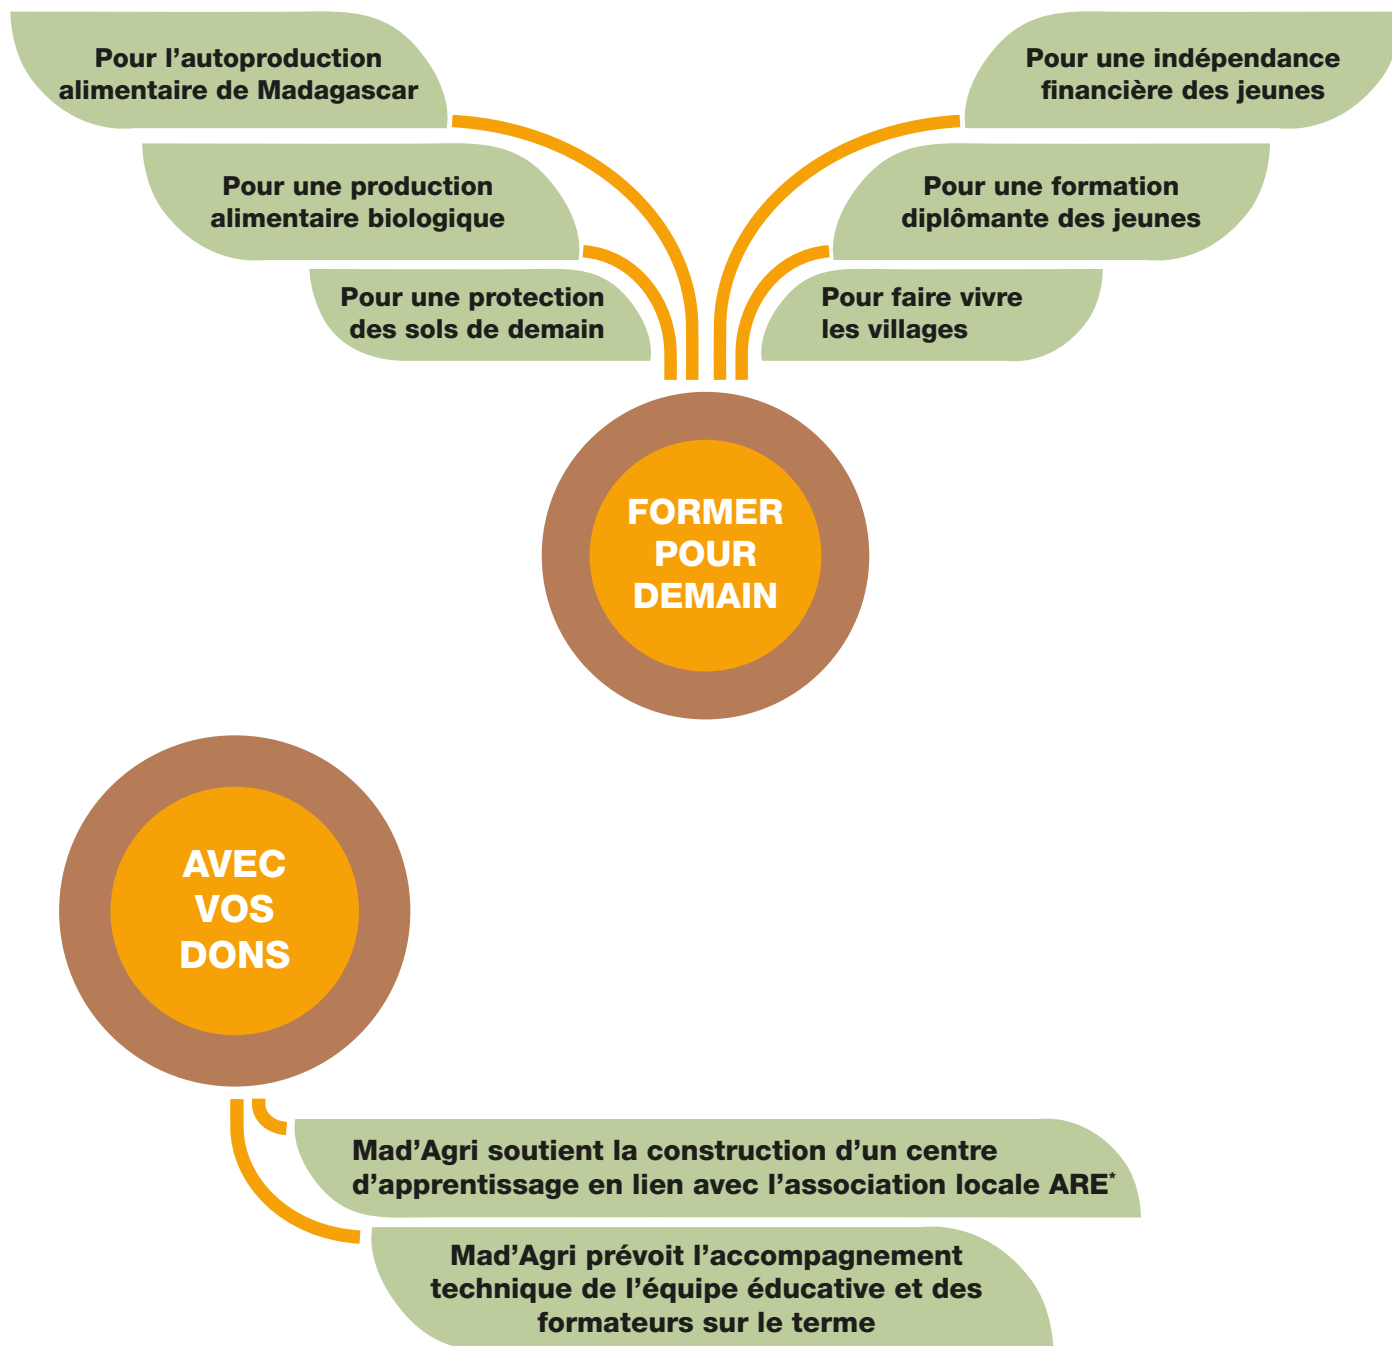 Pour l’autoproduction
alimentaire de Madagascar
Pour une production
alimentaire biologique
Pour une protection
des sols de demain
Pour une indépendance
financière des jeunes
Pour une formation
diplômante des jeunes
Pour faire vivre
les villages
FORMER
POUR
DEMAIN
AVEC
VOS
DONS
Mad’Agri soutient la construction d’un centre
d’apprentissage en lien avec l’association locale ARE*
Mad’Agri prévoit l’accompagnement
technique de l’équipe éducative et des
formateurs sur le terme